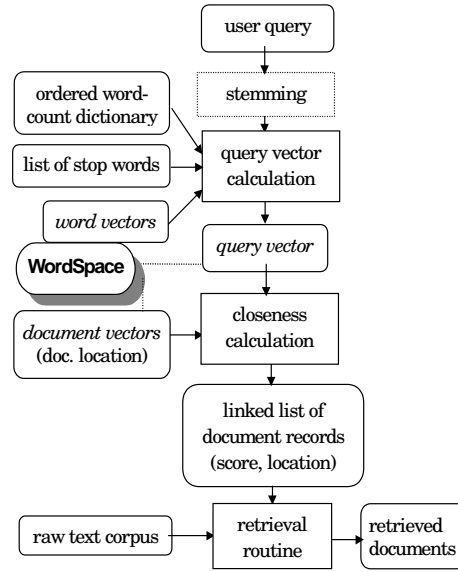 user query
stemming
ordered word-
count dictionary
list of stop words
word vectors
query vector
calculation
query vector
WordSpace
document vectors
(doc. location)
closeness
calculation
linked list of
document records
(score, location)
raw text corpus
retrieval
routine
retrieved
documents